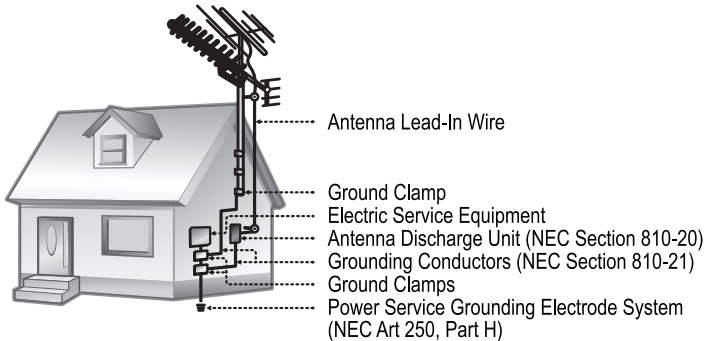 Antenna Lead-In Wire
Ground Clamp
Electric Service Equipment
Antenna Discharge Unit (NEC Section 810-20)
Grounding Conductors (NEC Section 810-21)
Ground Clamps
Power Service Grounding Electrode System
(NEC Art 250, Part H)